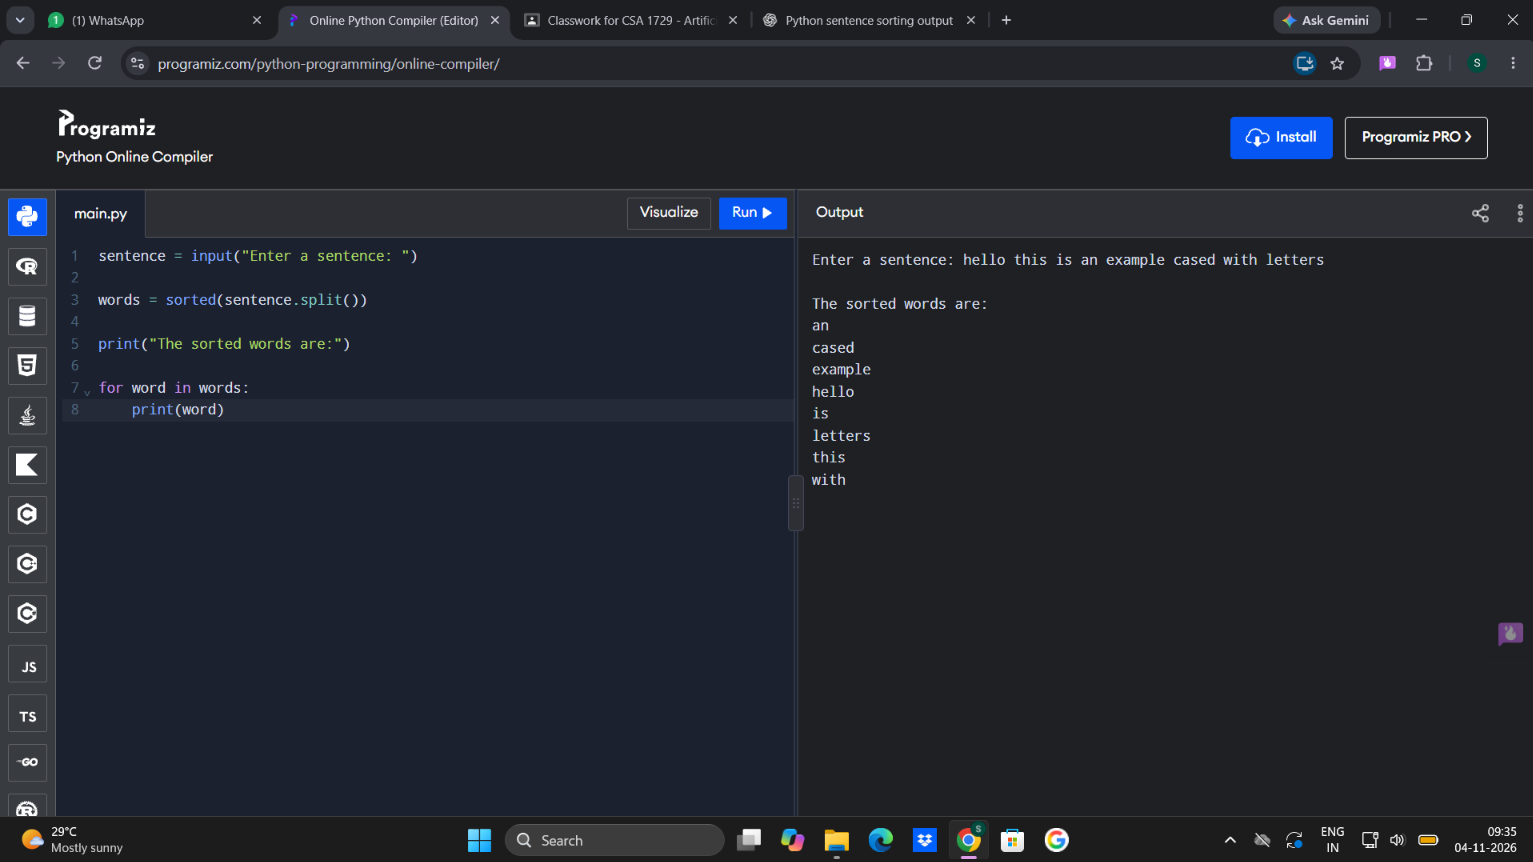 1
(1) WhatsApp
Online Python Compiler (Editor)
Classwork for CSA 1729 - Artific
Python sentence sorting output
Ask Gemini
programiz.com/python-programming/online-compiler/
S
Programiz
Python Online Compiler
Install
Programiz PRO
main.py
Visualize
Run
Output
1 sentence = input("Enter a sentence: ")
2
3 words = sorted(sentence.split())
4
5 print("The sorted words are:")
6
7 for word in words:
8 print(word)
Enter a sentence: hello this is an example cased with letters
The sorted words are:
an
cased
example
hello
is
letters
this
with
JS
TS
GO
29°C
Mostly sunny
Search
S
ENG
IN
09:35
04-11-2026